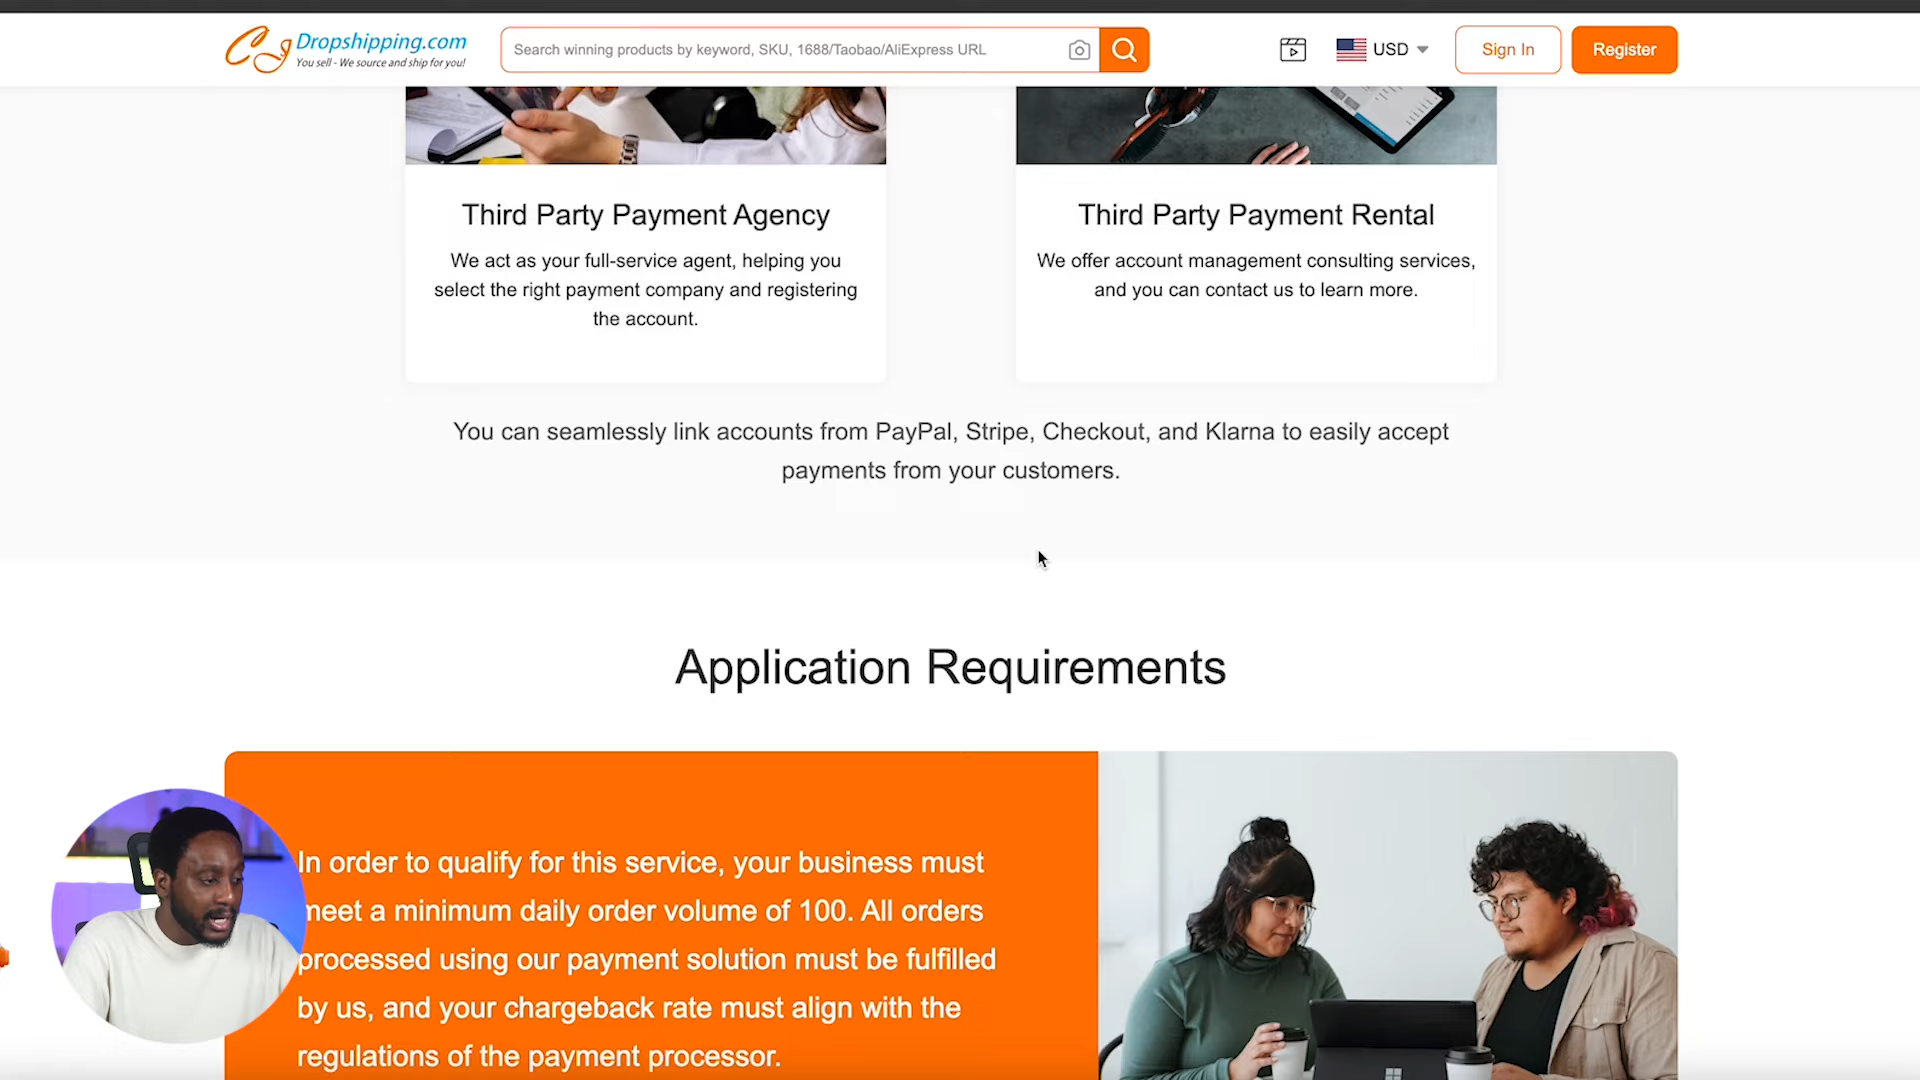 CJ Dropshipping.com
You sell - We source and ship for you!
Search winning products by keyword, SKU, 1688/Taobao/AliExpress URL
USD
Sign In
Register
Third Party Payment Agency
We act as your full-service agent, helping you
select the right payment company and registering
the account.
Third Party Payment Rental
We offer account management consulting services,
and you can contact us to learn more.
You can seamlessly link accounts from PayPal, Stripe, Checkout, and Klarna to easily accept
payments from your customers.
Application Requirements
In order to qualify for this service, your business must
meet a minimum daily order volume of 100. All orders
processed using our payment solution must be fulfilled
by us, and your chargeback rate must align with the
regulations of the payment processor.